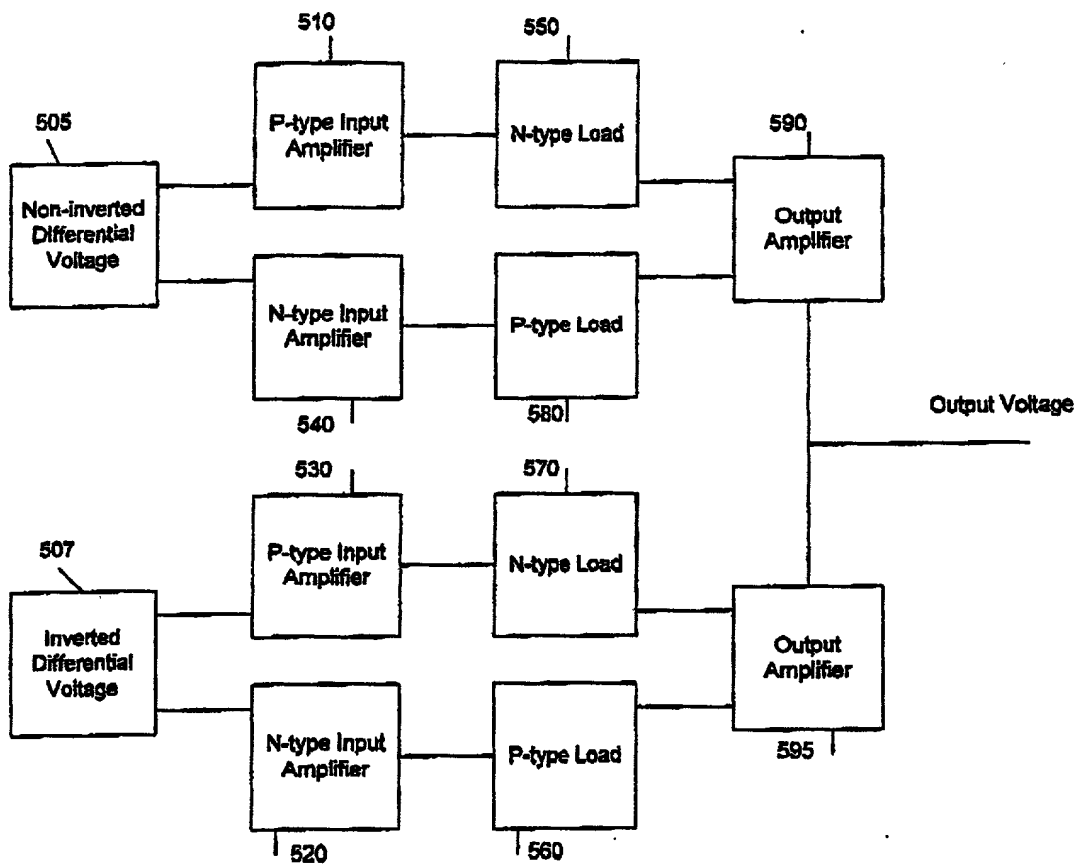 510
550
505
P-type Input
Amplifier
N-type Load
590
Non-inverted
Differential
Voltage
Output
Amplifier
N-type Input
Amplifier
P-type Load
540
580
Output Voltage
530
570
507
P-type Input
Amplifier
N-type Load
Inverted
Differential
Voltage
Output
Amplifier
N-type Input
Amplifier
P-type Load
595
520
560